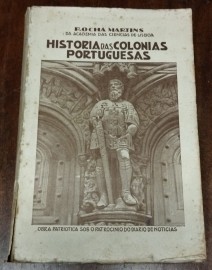 ROCHA MARTINS
DA ACADEMIA DAS CIENCIAS DE LISBOA
HISTORIA DAS COLONIAS
PORTUGUESAS
OBRA PATRIOTICA SOB O PATROCINIO DO DIARIO DE NOTICIAS